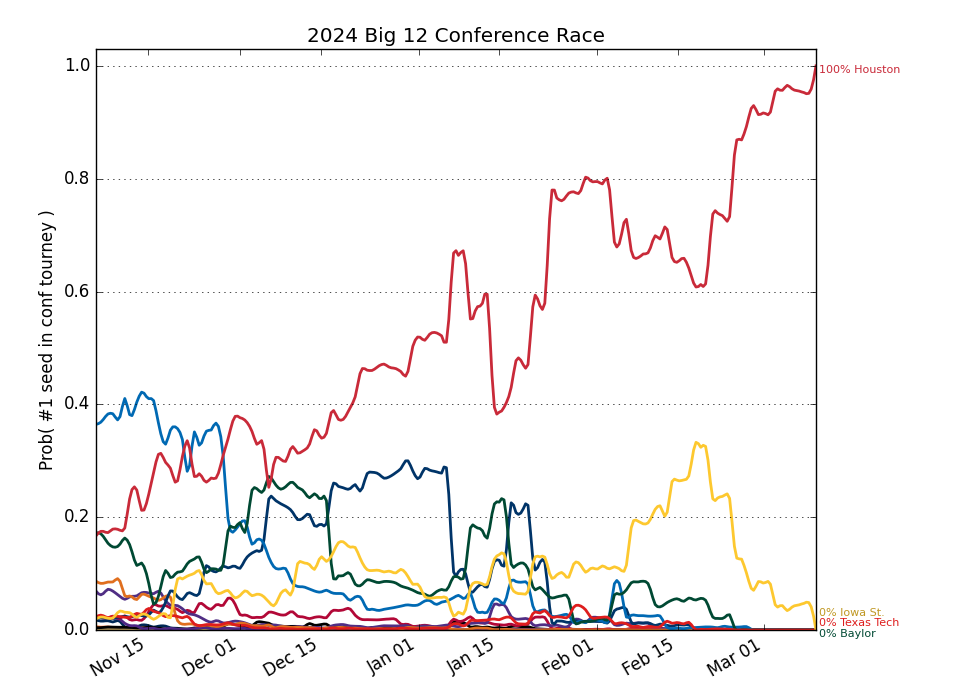 2024 Big 12 Conference Race
Prob( #1 seed in conf tourney )
1.0
0.8
0.6
0.4
0.2
0.0
Nov 15
Dec 01
Dec 15
Jan 01
Jan 15
Feb 01
Feb 15
Mar 01
100% Houston
0% Iowa St.
0% Texas Tech
0% Baylor